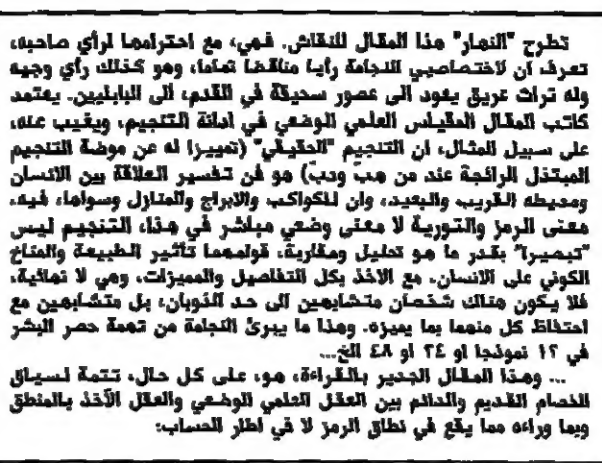 تطرح "النهار" هذا المقال للنقاش. فهي، مع احترامها لرأي صاحبه،
تعرف ان لاختصاصيي النجامة رأيا مناقضا تماما، وهو كذلك رأي وجيه
وله تراث عريق يعود الى عصور سحيقة في القدم، الى البابليين. يعتمد
كاتب المقال المقياس العلمي الوضعي في ادانة التنجيم، ويغيب عنه،
على سبيل المثال، ان التنجيم "الحقيقي" (تمييزا له عن موضة التنجيم
المبتذل الرائجة عند من هب ودب) هو فن تفسير العلاقة بين الانسان
ومحيطه القريب والبعيد، وان للكواكب والابراج والمنازل وسواها، فيه،
معنى الرمز والتورية لا معنى وضعي مباشر في هذا، التنجيم ليس
"تبصيرا" بقدر ما هو تحليل ومقاربة، قوامهما تأثير الطبيعة والمناخ
الكوني على الانسان. مع الاخذ بكل التفاصيل والمميزات، وهي لا نهائية،
فلا يكون هناك شخصان متشابهين الى حد الذوبان، بل متشابهين مع
احتفاظ كل منهما بما يميزه. وهذا ما يبرئ النجامة من تهمة حصر البشر
في ١٢ نموذجا او ٢٤ او ٤٨ الخ...
... وهذا المقال الجدير بالقراءة، هو، على كل حال، تتمة لسياق
الخصام القديم والدائم بين العقل العلمي الوضعي والعقل الآخذ بالمنطق
وبما وراءه مما يقع في نطاق الرمز لا في اطار الحساب: